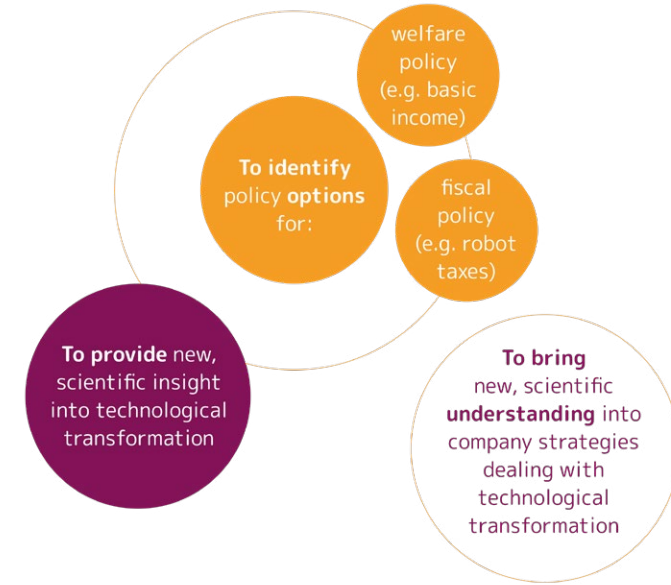 To identify
policy options
for:
welfare
policy
(e.g. basic
income)
fiscal
policy
(e.g. robot
taxes)
To provide new,
scientific insight
into technological
transformation
To bring
new, scientific
understanding into
company strategies
dealing with
technological
transformation